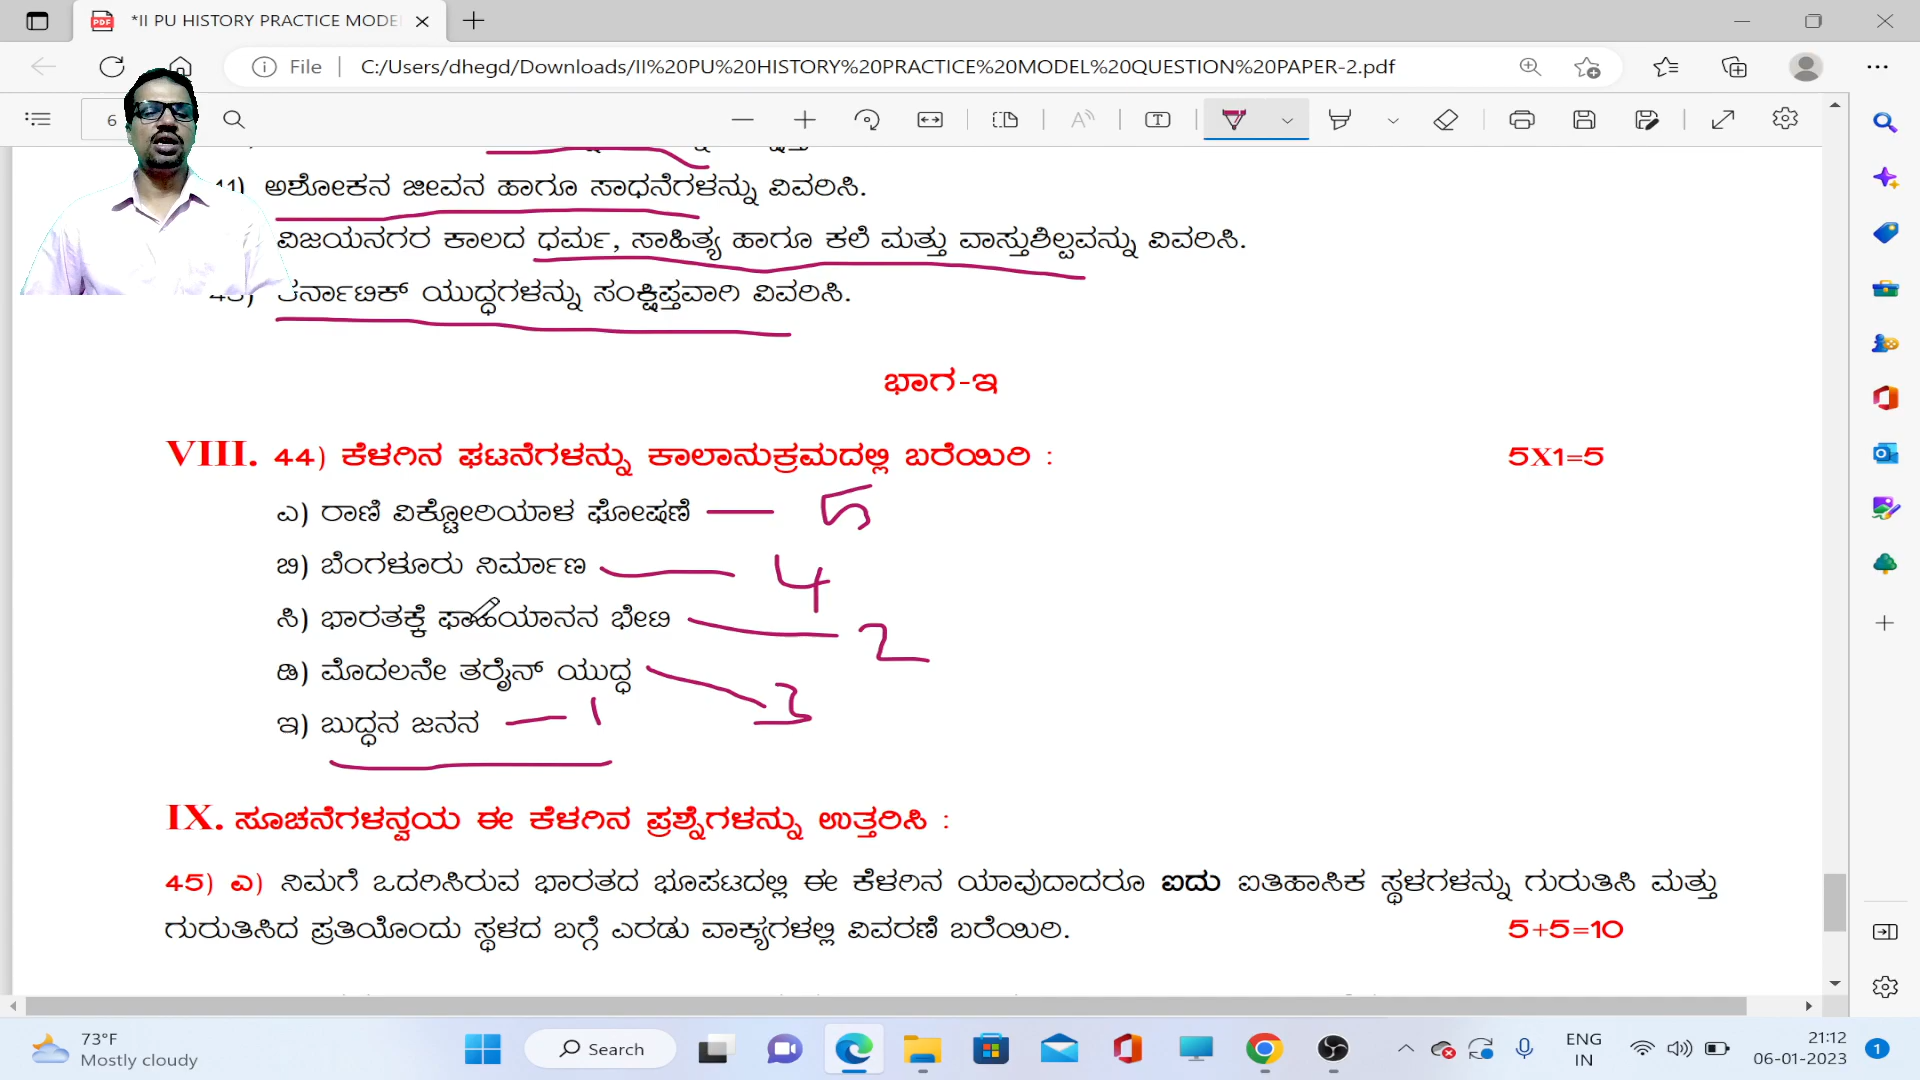 *II PU HISTORY PRACTICE MODE
File
C:/Users/dhegd/Downloads/II%20PU%20HISTORY%20PRACTICE%20MODEL%20QUESTION%20PAPER-2.pdf
6
41) ಅಶೋಕನ ಜೀವನ ಹಾಗೂ ಸಾಧನೆಗಳನ್ನು ವಿವರಿಸಿ.
ವಿಜಯನಗರ ಕಾಲದ ಧರ್ಮ, ಸಾಹಿತ್ಯ ಹಾಗೂ ಕಲೆ ಮತ್ತು ವಾಸ್ತುಶಿಲ್ಪವನ್ನು ವಿವರಿಸಿ.
ಕರ್ನಾಟಿಕ್ ಯುದ್ಧಗಳನ್ನು ಸಂಕ್ಷಿಪ್ತವಾಗಿ ವಿವರಿಸಿ.
ಭಾಗ-ಇ
VIII. 44) ಕೆಳಗಿನ ಘಟನೆಗಳನ್ನು ಕಾಲಾನುಕ್ರಮದಲ್ಲಿ ಬರೆಯಿರಿ : 5X1=5
ಎ) ರಾಣಿ ವಿಕ್ಟೋರಿಯಾಳ ಘೋಷಣೆ 5
ಬಿ) ಬೆಂಗಳೂರು ನಿರ್ಮಾಣ 4
ಸಿ) ಭಾರತಕ್ಕೆ ಫಾಹಿಯಾನನ ಭೇಟಿ 2
ಡಿ) ಮೊದಲನೇ ತರೈನ್ ಯುದ್ಧ 3
ಇ) ಬುದ್ಧನ ಜನನ 1
IX. ಸೂಚನೆಗಳನ್ವಯ ಈ ಕೆಳಗಿನ ಪ್ರಶ್ನೆಗಳನ್ನು ಉತ್ತರಿಸಿ :
45) ಎ) ನಿಮಗೆ ಒದಗಿಸಿರುವ ಭಾರತದ ಭೂಪಟದಲ್ಲಿ ಈ ಕೆಳಗಿನ ಯಾವುದಾದರೂ ಐದು ಐತಿಹಾಸಿಕ ಸ್ಥಳಗಳನ್ನು ಗುರುತಿಸಿ ಮತ್ತು
ಗುರುತಿಸಿದ ಪ್ರತಿಯೊಂದು ಸ್ಥಳದ ಬಗ್ಗೆ ಎರಡು ವಾಕ್ಯಗಳಲ್ಲಿ ವಿವರಣೆ ಬರೆಯಿರಿ. 5+5=10
73°F
Mostly cloudy
Search
ENG
IN
21:12
06-01-2023
1